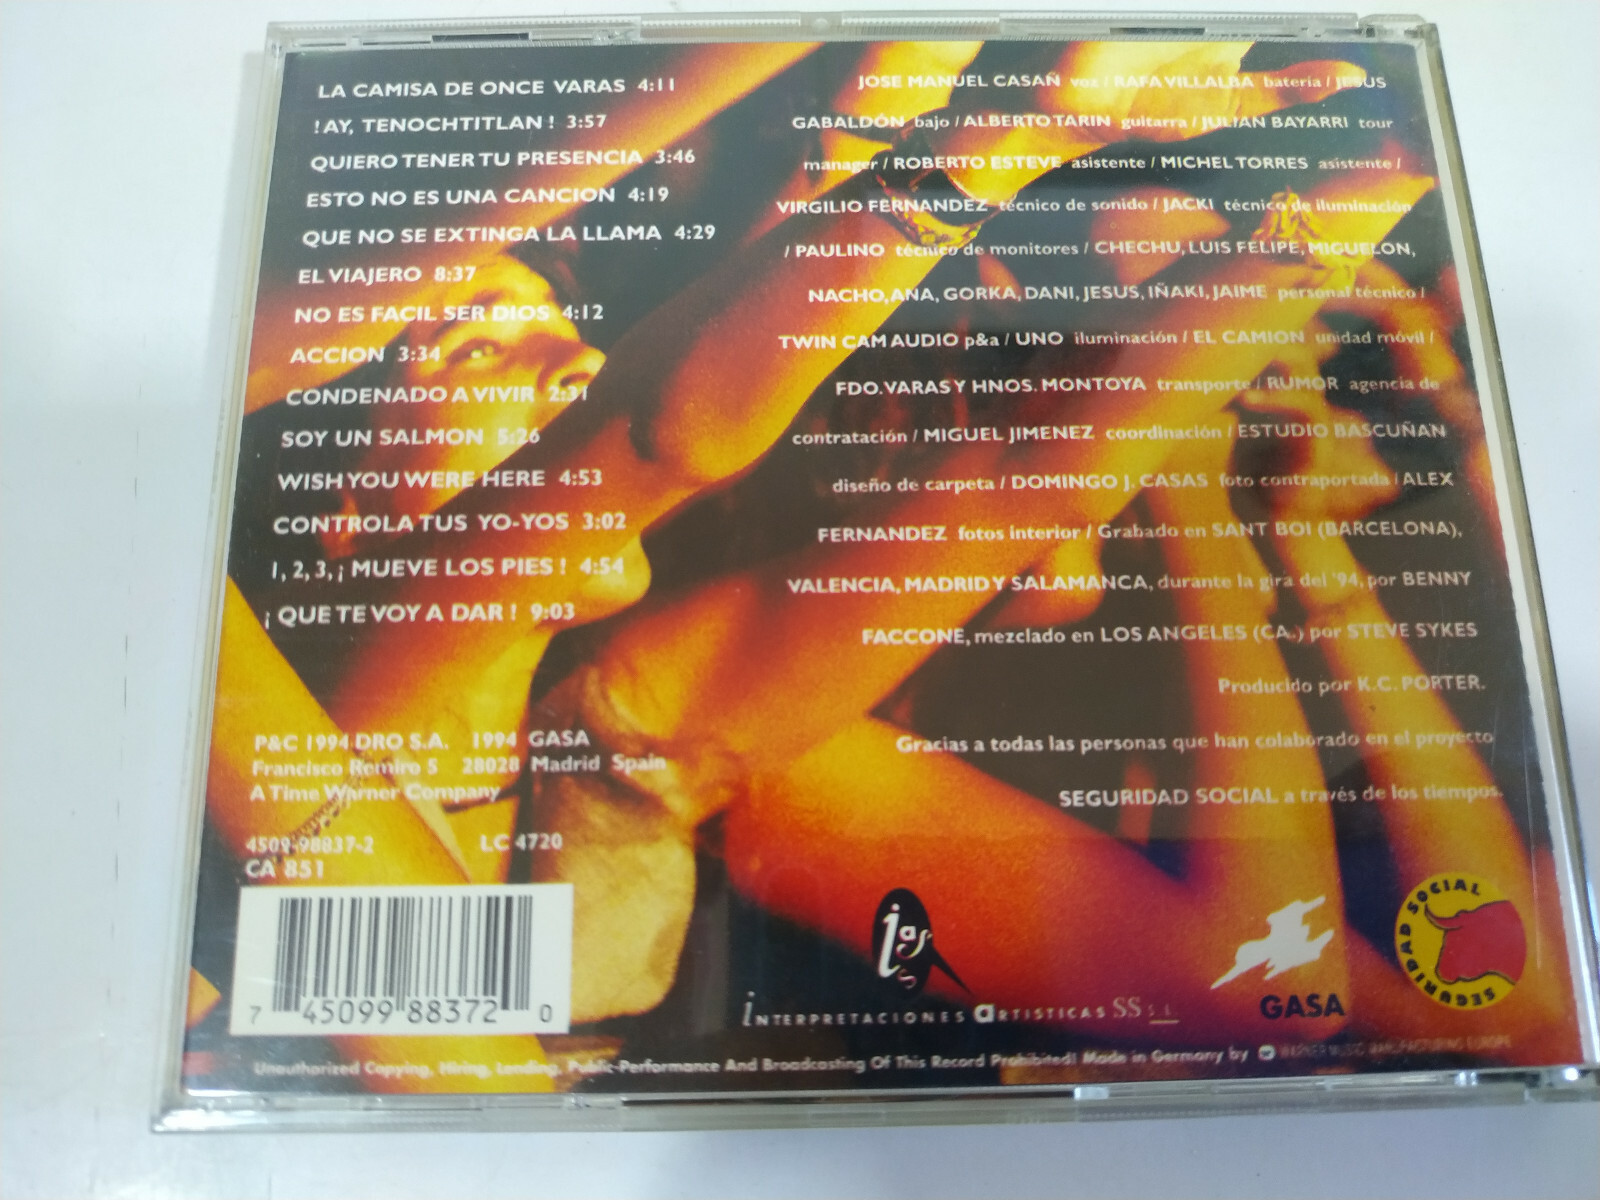 LA CAMISA DE ONCE VARAS 4:11
!AY, TENOCHTITLAN! 3:57
QUIERO TENER TU PRESENCIA 3:46
ESTO NO ES UNA CANCION 4:19
QUE NO SE EXTINGA LA LLAMA 4:29
EL VIAJERO 8:37
NO ES FACIL SER DIOS 4:12
ACCION 3:34
CONDENADO A VIVIR 2:31
SOY UN SALMON 5:26
WISH YOU WERE HERE 4:53
CONTROLA TUS YO-YOS 3:02
1, 2, 3, ¡MUEVE LOS PIES! 4:54
¡QUE TE VOY A DAR! 9:03
JOSE MANUEL CASAÑ voz / RAFA VILLALBA batería / JESUS
GABALDÓN bajo / ALBERTO TARIN guitarra / JULIAN BAYARRI tour
manager / ROBERTO ESTEVE asistente / MICHEL TORRES asistente /
VIRGILIO FERNANDEZ técnico de sonido / JACKI técnico de iluminación
/ PAULINO técnico de monitores / CHECHU, LUIS FELIPE, MIGUELON,
NACHO, ANA, GORKA, DANI, JESUS, IÑAKI, JAIME personal técnico /
TWIN CAM AUDIO p&a / UNO iluminación / EL CAMION unidad móvil /
FDO. VARAS Y HNOS. MONTOYA transporte / RUMOR agencia de
contratación / MIGUEL JIMENEZ coordinación / ESTUDIO BASCUÑAN
diseño de carpeta / DOMINGO J. CASAS foto contraportada / ALEX
FERNANDEZ fotos interior / Grabado en SANT BOI (BARCELONA),
VALENCIA, MADRID Y SALAMANCA, durante la gira del '94, por BENNY
FACCONE, mezclado en LOS ANGELES (CA.) por STEVE SYKES
Producido por K.C. PORTER.
Gracias a todas las personas que han colaborado en el proyecto
SEGURIDAD SOCIAL a través de los tiempos.
P&C 1994 DRO S.A. 1994 GASA
Francisco Remiro 5 28028 Madrid Spain
A Time Warner Company
4509-98837-2 LC 4720
CA 851
7 45099 88372 0
ias s
INTERPRETACIONES ARTISTICAS SS S.L.
GASA
SEGURIDAD SOCIAL
Unauthorized Copying, Hiring, Lending, Public Performance And Broadcasting Of This Record Prohibited! Made in Germany by WARNER MUSIC MANUFACTURING EUROPE